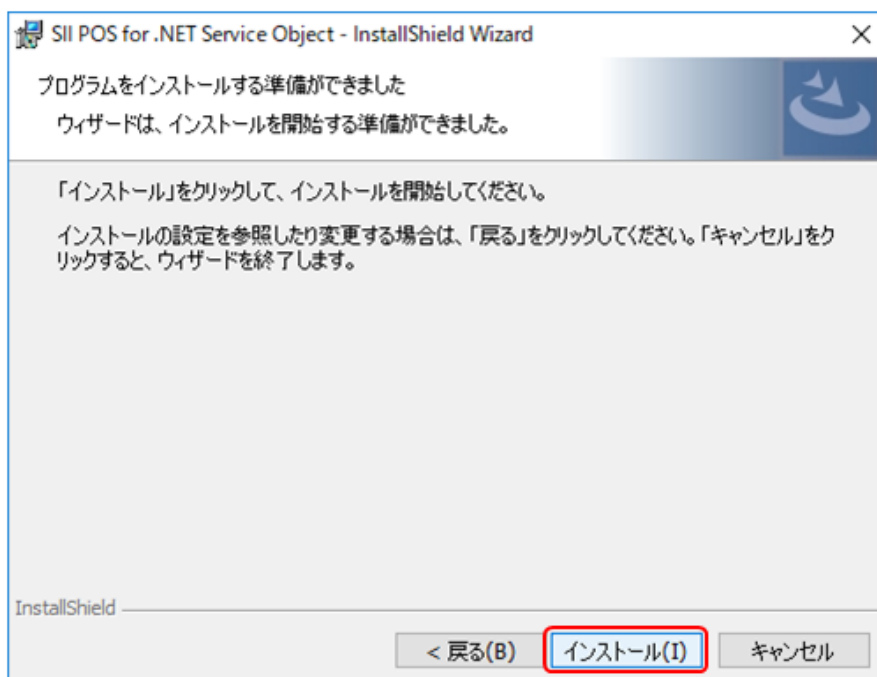 SII POS for .NET Service Object - InstallShield Wizard
プログラムをインストールする準備ができました
ウィザードは、インストールを開始する準備ができました。
「インストール」をクリックして、インストールを開始してください。
インストールの設定を参照したり変更する場合は、「戻る」をクリックしてください。「キャンセル」をク
リックすると、ウィザードを終了します。
InstallShield
< 戻る(B)
インストール(I)
キャンセル